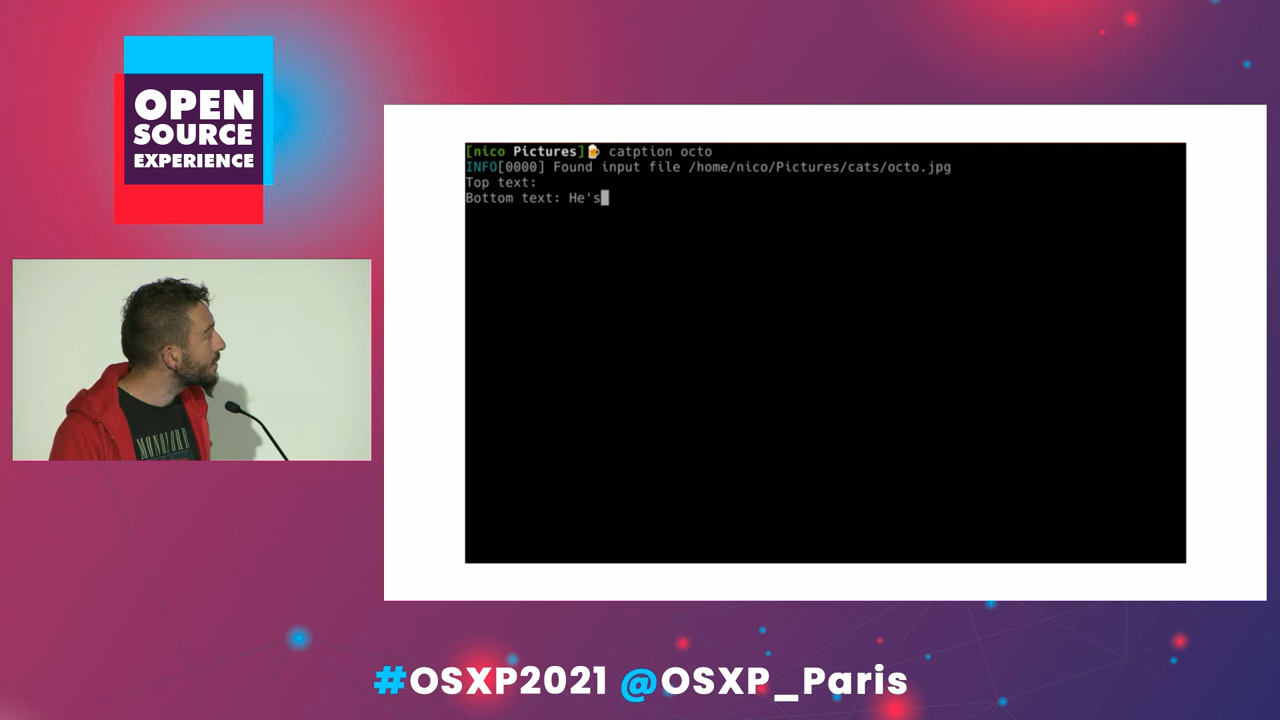 OPEN
SOURCE
EXPERIENCE
[nico Pictures]🍺 catption octo
INFO[0000] Found input file /home/nico/Pictures/cats/octo.jpg
Top text:
Bottom text: He's
#OSXP2021 @OSXP_Paris